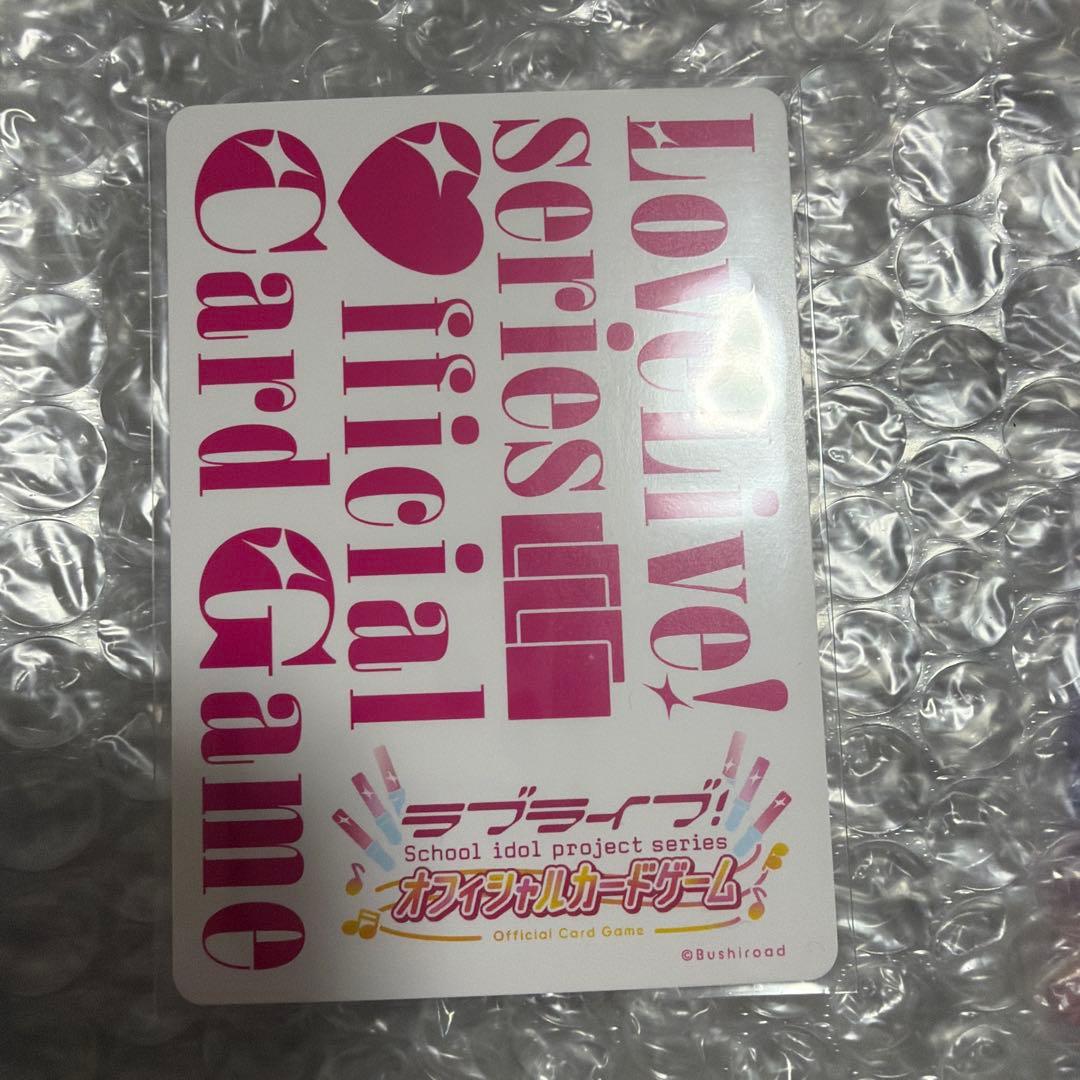 LoveLive!
series
♥fficial
Card Game
ラブライブ!
School idol project series
オフィシャルカードゲーム
Official Card Game
©Bushiroad